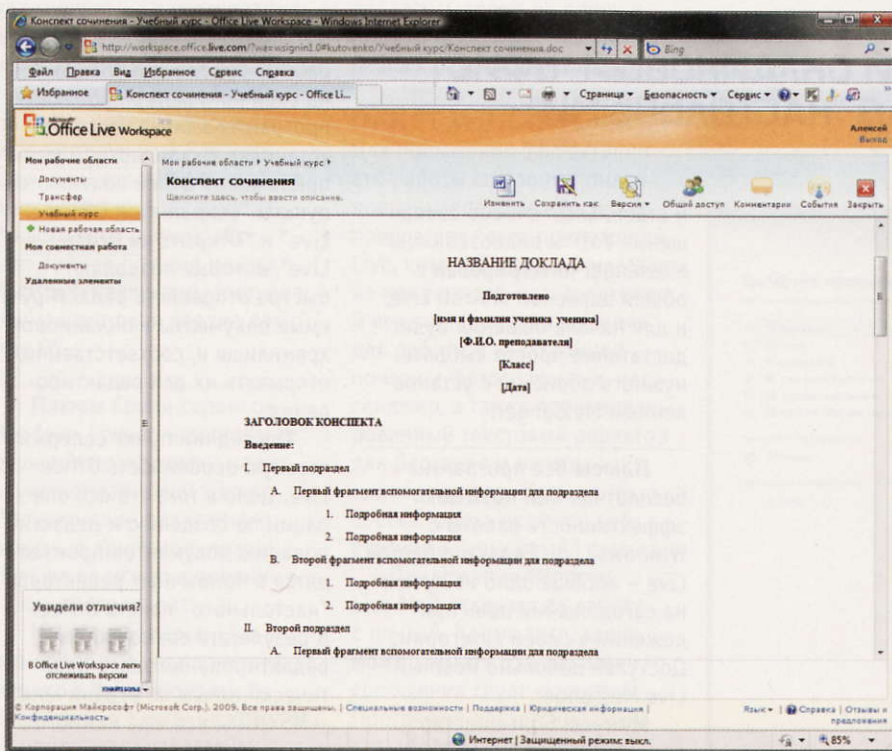 Конспект сочинения - Учебный курс - Office Live Workspace - Windows Internet Explorer
http://workspace.office.live.com/?wa=wsignin1.0#kutovenko/Учебный курс/Конспект сочинения.doc
Bing
Файл Правка Вид Избранное Сервис Справка
Избранное Конспект сочинения - Учебный курс - Office Li... Страница Безопасность Сервис
Microsoft
Office Live Workspace
Алексей
Выход
Мои рабочие области
Документы
Трансфер
Учебный курс
Новая рабочая область
Моя совместная работа
Документы
Удаленные элементы
Мои рабочие области Учебный курс
Конспект сочинения
Щелкните здесь, чтобы ввести описание.
Изменить Сохранить как Версия Общий доступ Комментарии События Закрыть
НАЗВАНИЕ ДОКЛАДА
Подготовлено
[имя и фамилия ученика ученика]
[Ф.И.О. преподавателя]
[Класс]
[Дата]
ЗАГОЛОВОК КОНСПЕКТА
Введение:
I. Первый подраздел
A. Первый фрагмент вспомогательной информации для подраздела
1. Подробная информация
2. Подробная информация
B. Второй фрагмент вспомогательной информации для подраздела
1. Подробная информация
2. Подробная информация
II. Второй подраздел
A. Первый фрагмент вспомогательной информации для подраздела
Увидели отличия?
В Office Live Workspace легко
отслеживать версии
© Корпорация Майкрософт (Microsoft Corp.), 2009. Все права защищены. | Специальные возможности | Поддержка | Юридическая информация |
Конфиденциальность
Язык | Справка | Отзывы и
предложения
Интернет | Защищенный режим: выкл.
85%